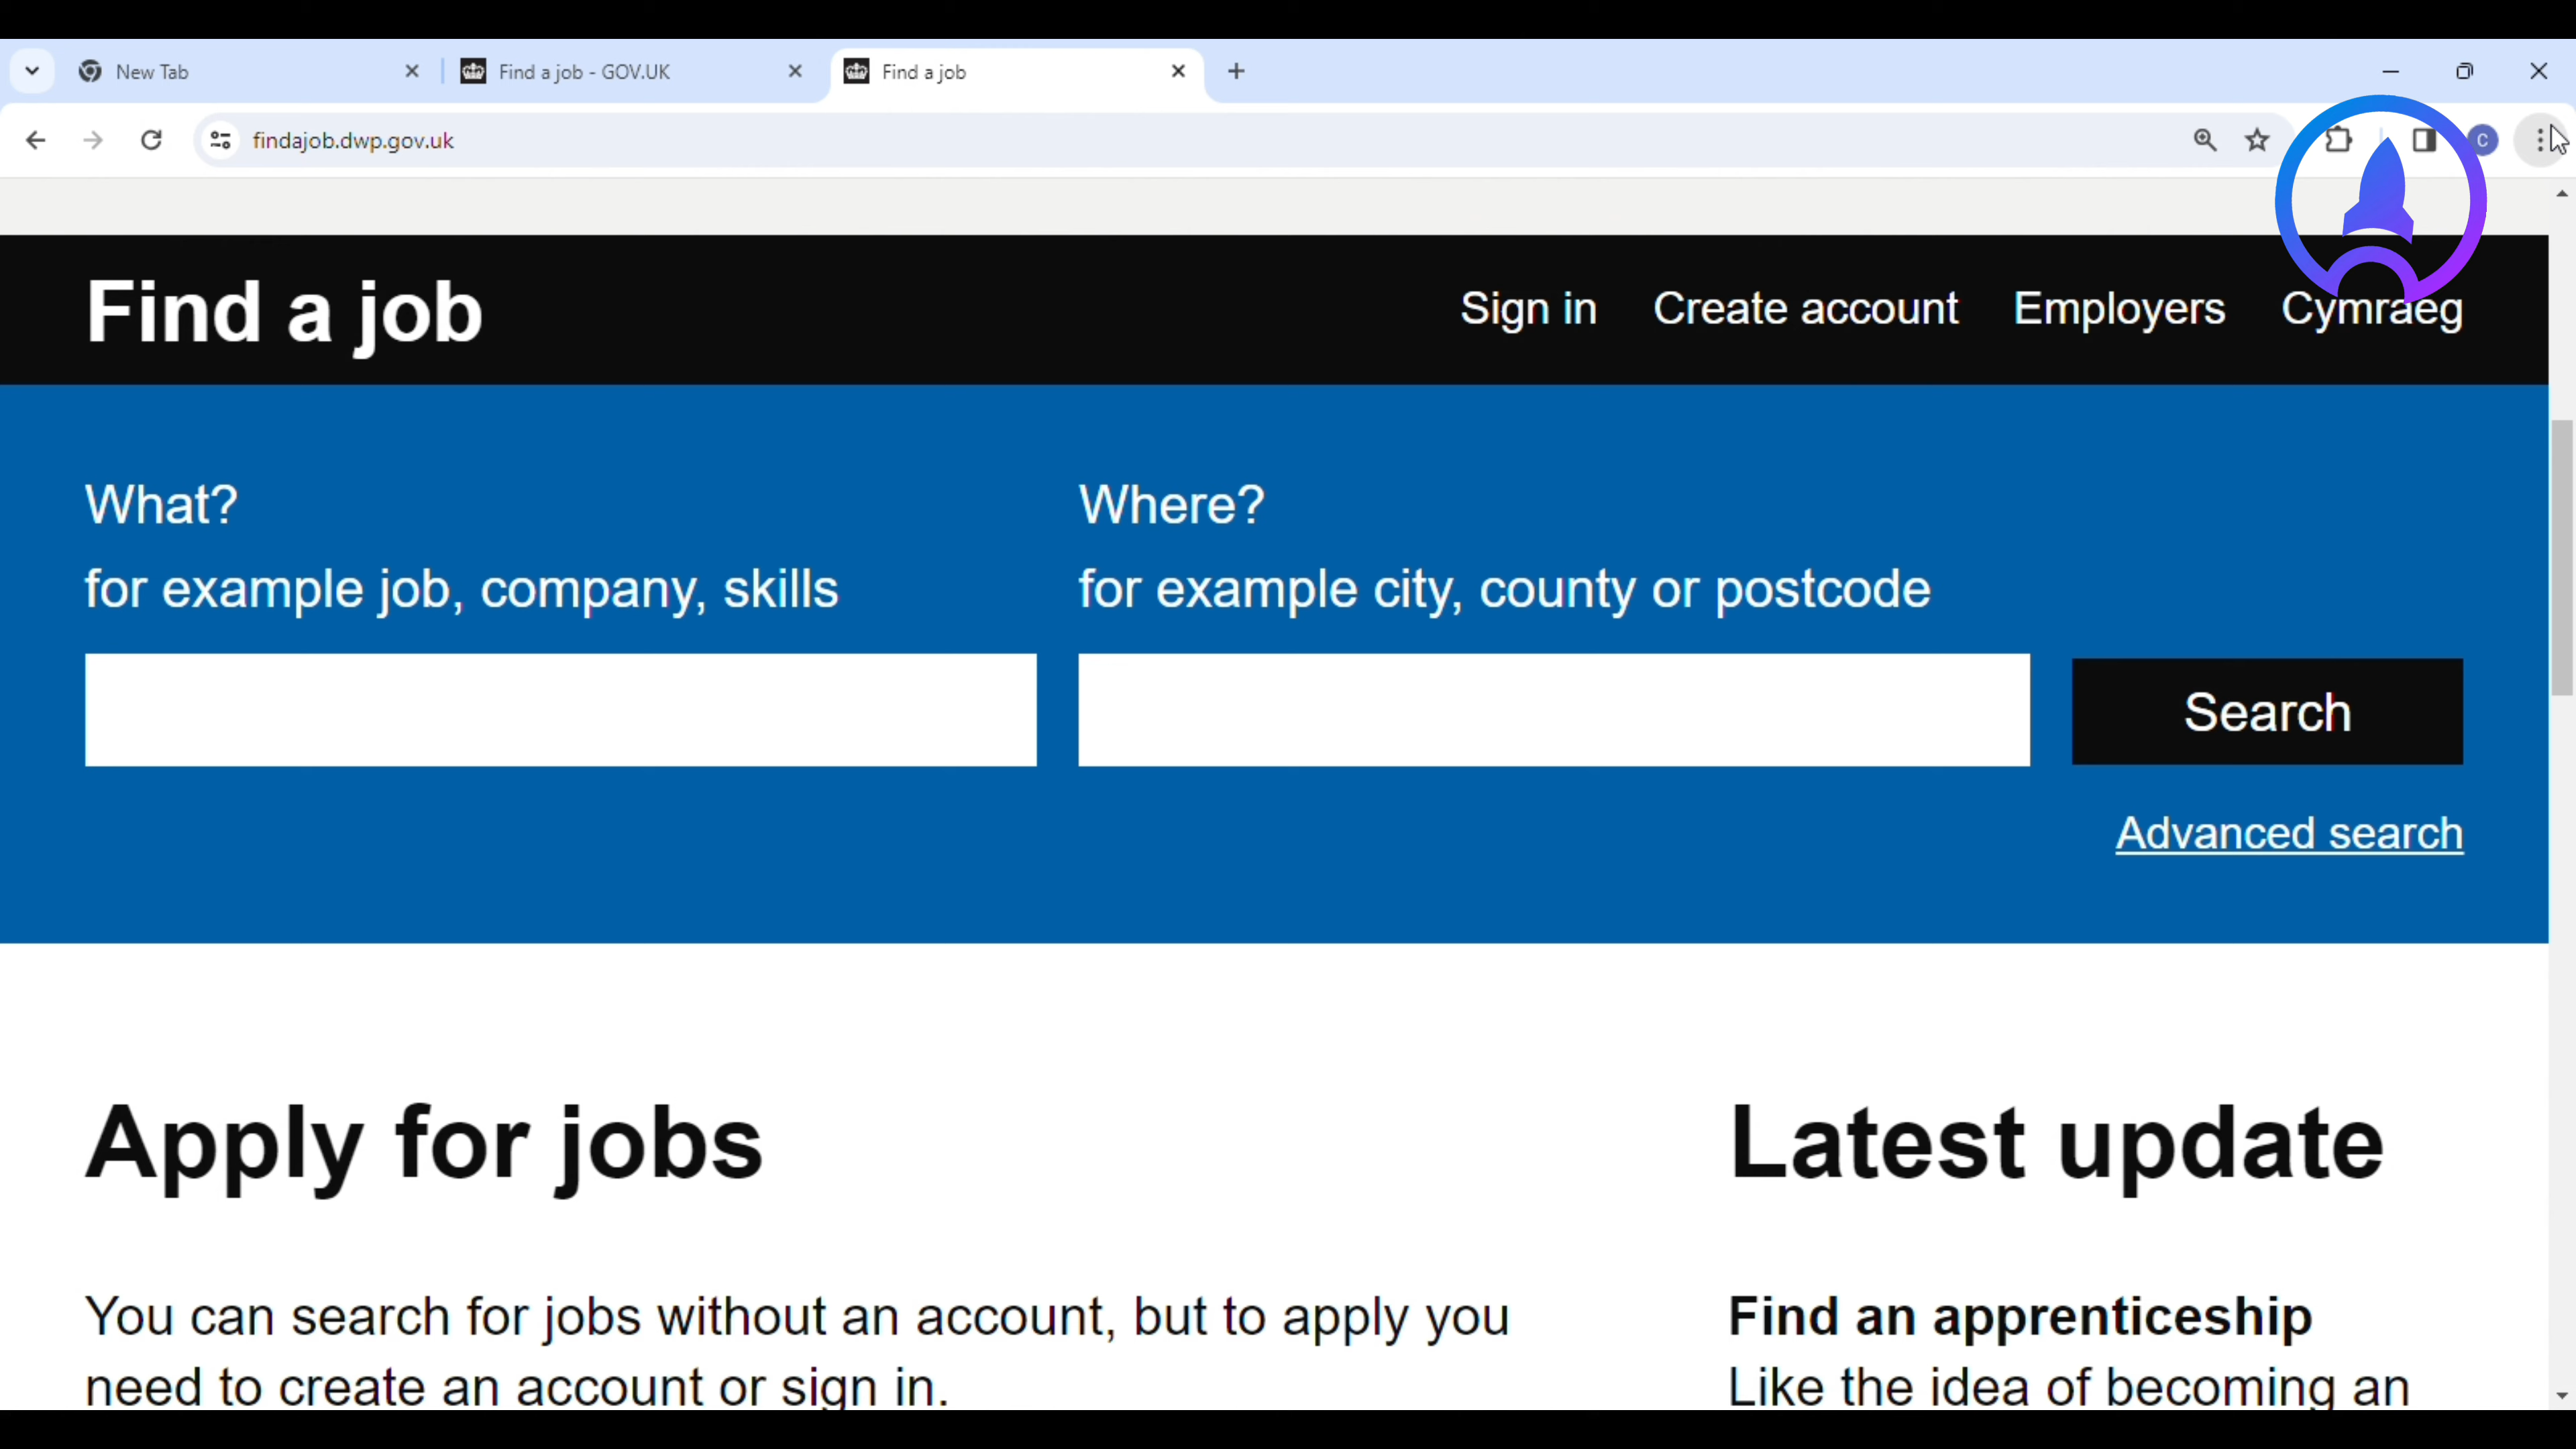 New Tab
Find a job - GOV.UK
Find a job
findajob.dwp.gov.uk
C
Find a job
Sign in
Create account
Employers
Cymraeg
What?
for example job, company, skills
Where?
for example city, county or postcode
Search
Advanced search
Apply for jobs
You can search for jobs without an account, but to apply you
need to create an account or sign in.
Latest update
Find an apprenticeship
Like the idea of becoming an